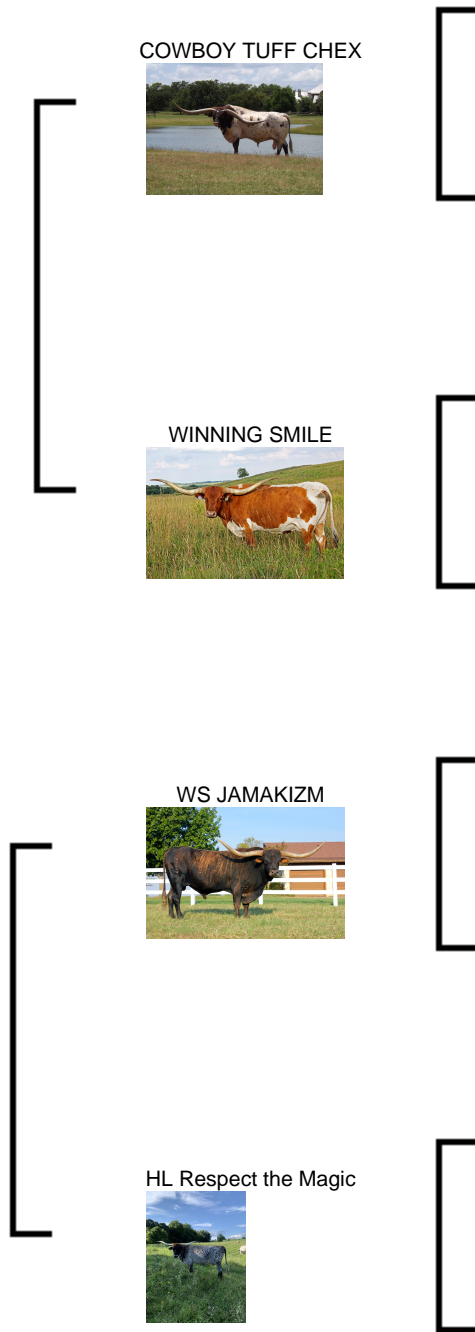 COWBOY TUFF CHEX
WINNING SMILE
WS JAMAKIZM
HL Respect the Magic